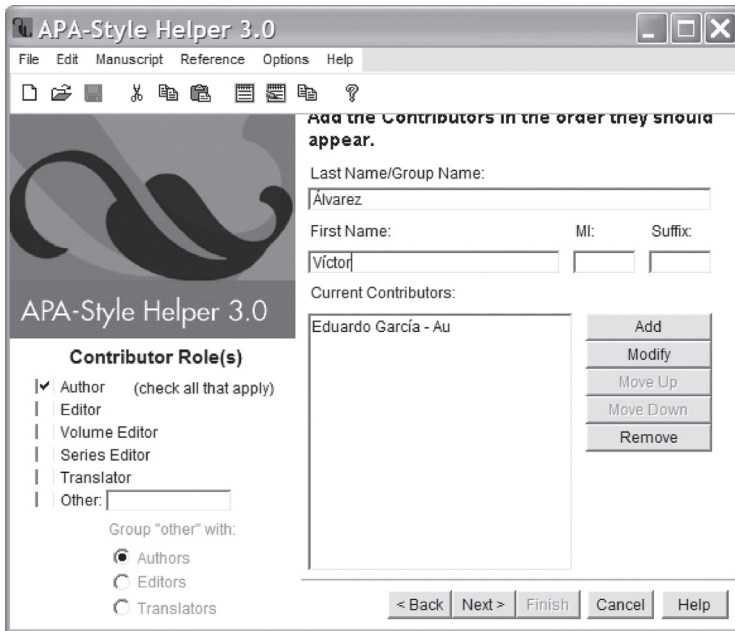 APA-Style Helper 3.0
File Edit Manuscript Reference Options Help
Add the Contributors in the order they should
appear.
Last Name/Group Name:
Álvarez
First Name: MI: Suffix:
Víctor
Current Contributors:
Eduardo García - Au
Add
Modify
Move Up
Move Down
Remove
APA-Style Helper 3.0
Contributor Role(s)
Author (check all that apply)
Editor
Volume Editor
Series Editor
Translator
Other:
Group "other" with:
Authors
Editors
Translators
< Back Next > Finish Cancel Help